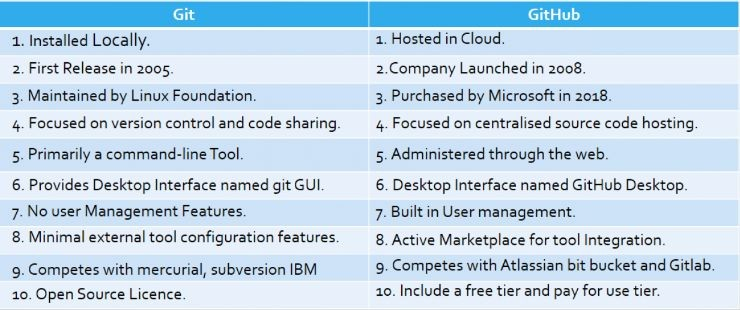 Git GitHub
1. Installed Locally. 1. Hosted in Cloud.
2. First Release in 2005. 2.Company Launched in 2008.
3. Maintained by Linux Foundation. 3. Purchased by Microsoft in 2018.
4. Focused on version control and code sharing. 4. Focused on centralised source code hosting.
5. Primarily a command-line Tool. 5. Administered through the web.
6. Provides Desktop Interface named git GUI. 6. Desktop Interface named GitHub Desktop.
7. No user Management Features. 7. Built in User management.
8. Minimal external tool configuration features. 8. Active Marketplace for tool Integration.
9. Competes with mercurial, subversion IBM 9. Competes with Atlassian bit bucket and Gitlab.
10. Open Source Licence. 10. Include a free tier and pay for use tier.